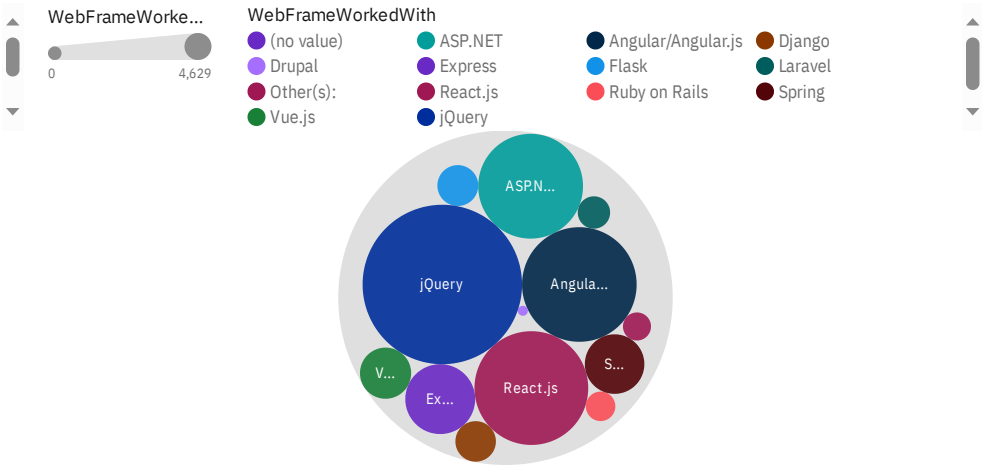 WebFrameWorke...
0
4,629
WebFrameWorkedWith
(no value)
ASP.NET
Angular/Angular.js
Django
Drupal
Express
Flask
Laravel
Other(s):
React.js
Ruby on Rails
Spring
Vue.js
jQuery
ASP.N...
jQuery
Angula...
V...
Ex...
React.js
S...